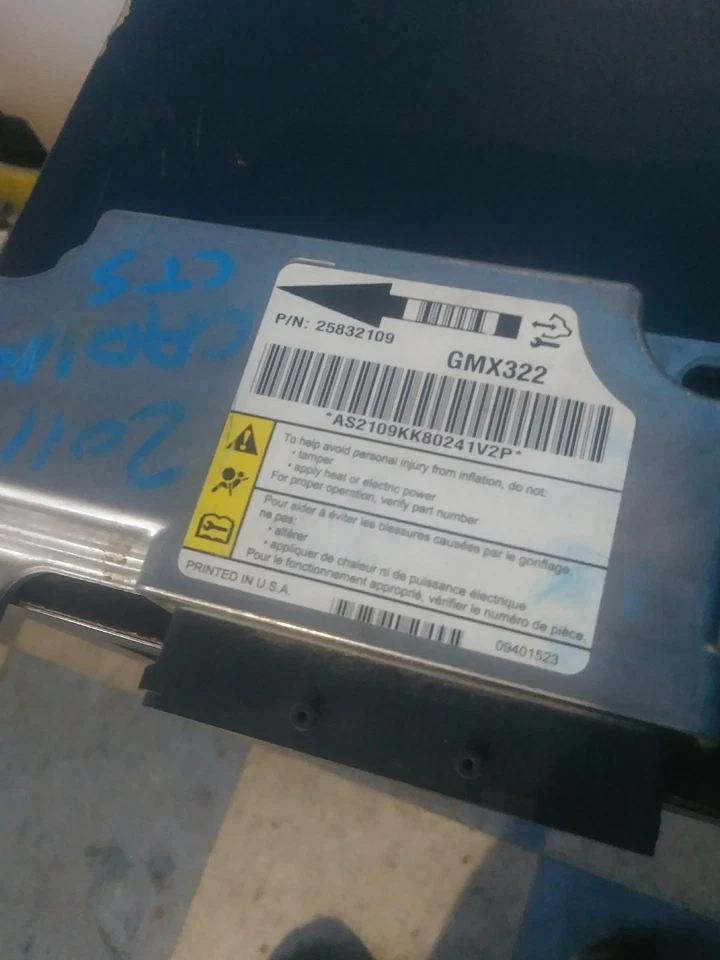 P/N: 25832109
GMX322
*AS2109KK80241V2P*
To help avoid personal injury from inflation, do not:
• tamper
• apply heat or electric power
For proper operation, verify part number.
Pour aider à éviter les blessures causées par le gonflage,
ne pas:
• altérer
• appliquer de chaleur ni de puissance électrique
Pour le fonctionnement approprié, vérifier le numéro de pièce.
PRINTED IN U.S.A.
09401523
2011
CTS